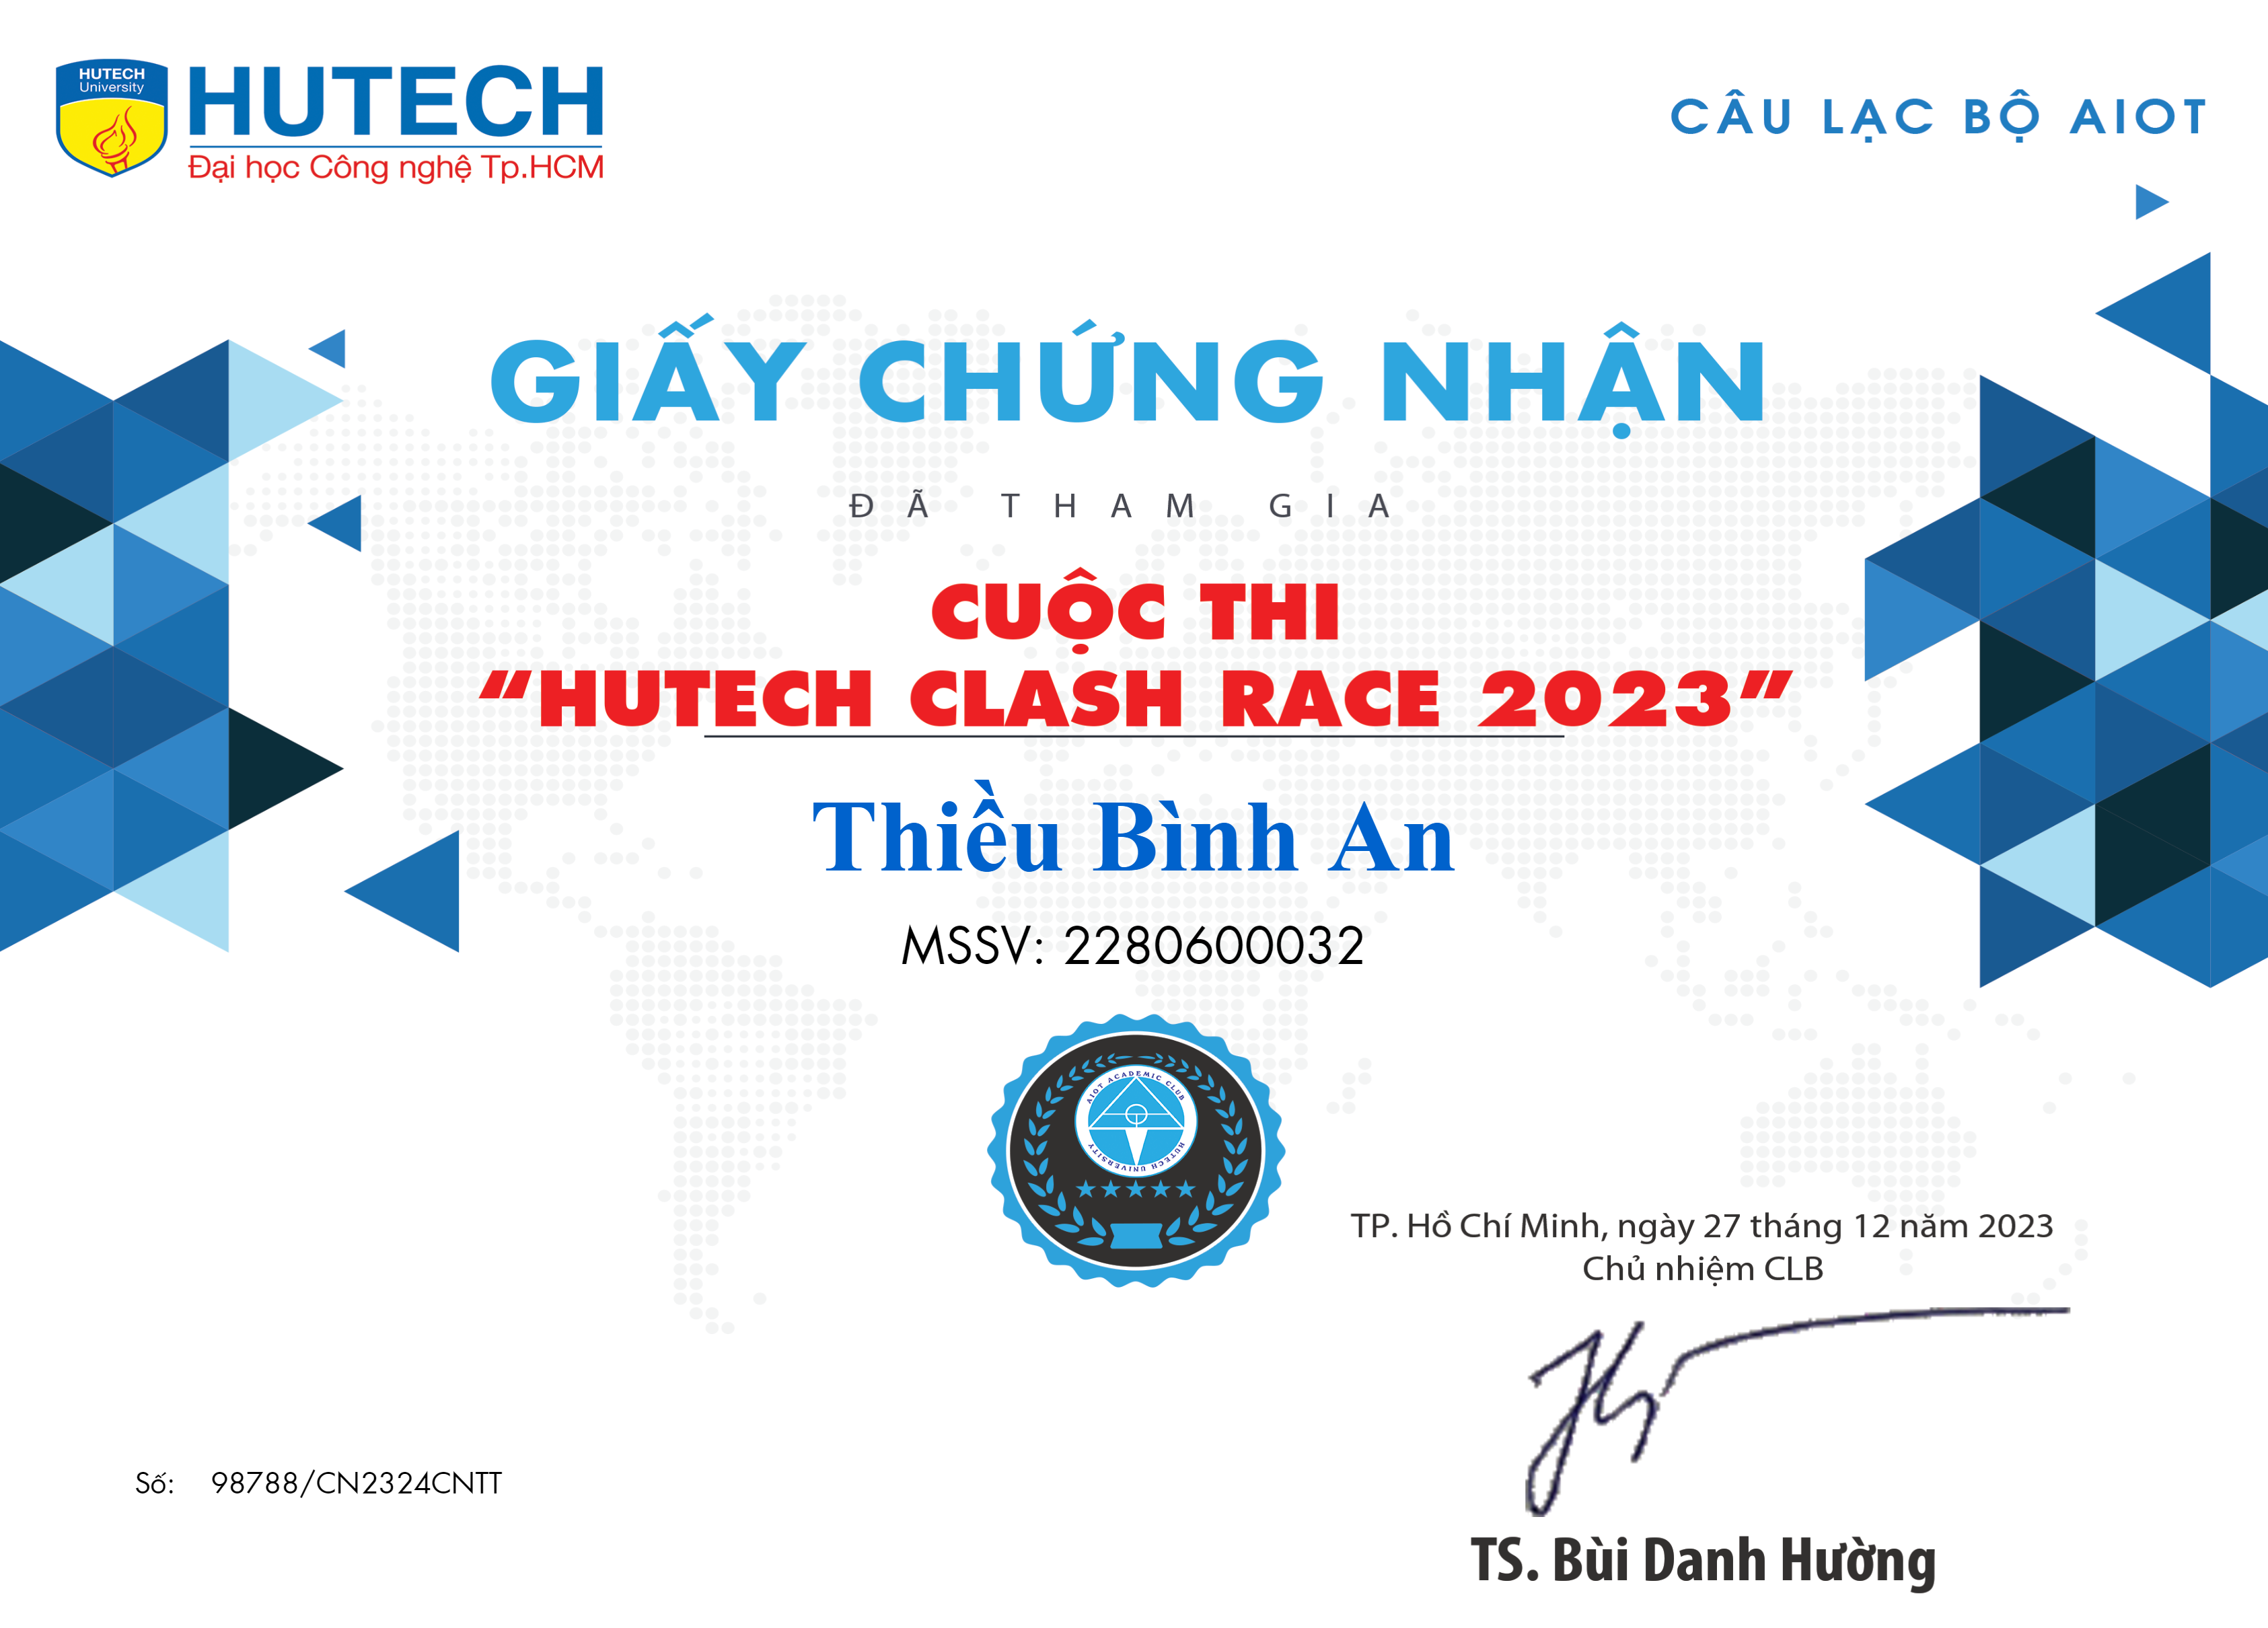 HUTECH
University
HUTECH
Đại học Công nghệ Tp.HCM
CÂU LẠC BỘ AIOT
GIẤY CHỨNG NHẬN
ĐÃ THAM GIA
CUỘC THI
“HUTECH CLASH RACE 2023”
Thiều Bình An
MSSV: 2280600032
AIOT ACADEMIC CLUB
HUTECH UNIVERSITY
TP. Hồ Chí Minh, ngày 27 tháng 12 năm 2023
Chủ nhiệm CLB
Số: 98788/CN2324CNTT
TS. Bùi Danh Hường